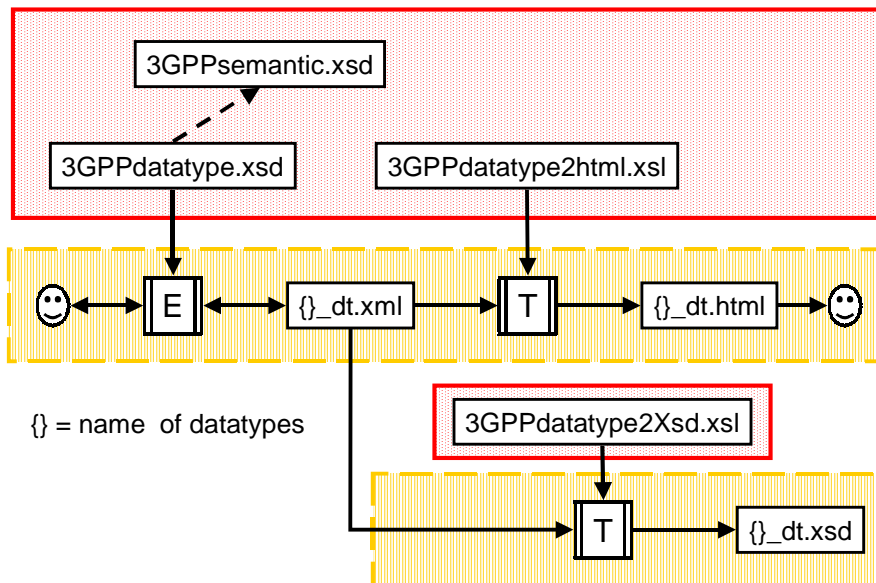 3GPPsemantic.xsd
3GPPdatatype.xsd
3GPPdatatype2html.xsl
E
{}_dt.xml
T
{}_dt.html
{} = name of datatypes
3GPPdatatype2Xsd.xsl
T
{}_dt.xsd